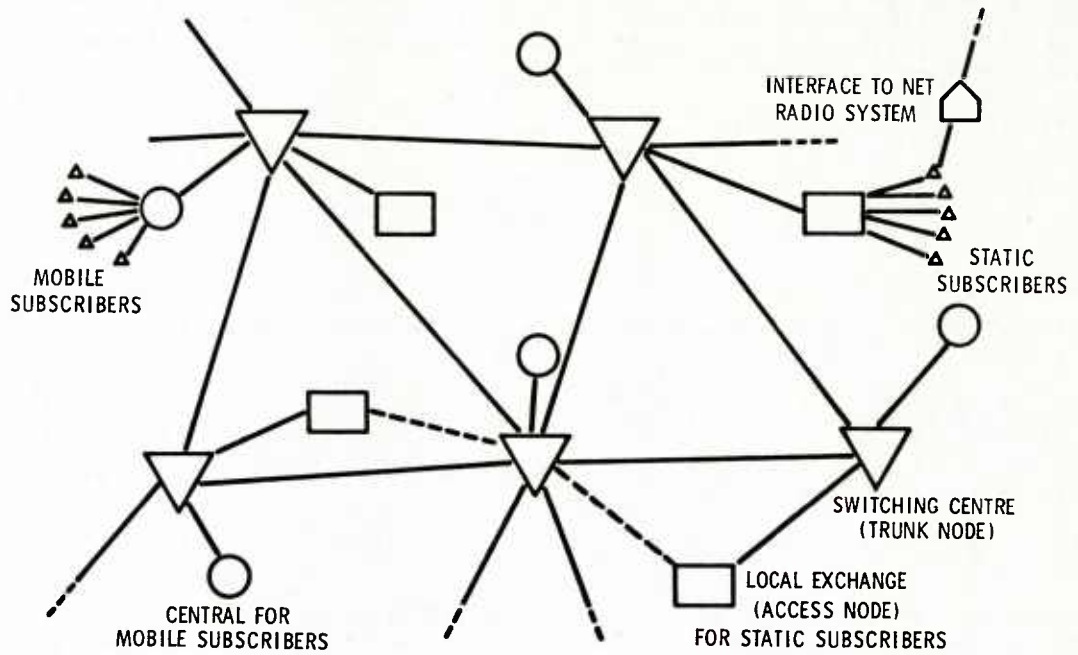 INTERFACE TO NET
RADIO SYSTEM
MOBILE
SUBSCRIBERS
STATIC
SUBSCRIBERS
SWITCHING CENTRE
(TRUNK NODE)
CENTRAL FOR
MOBILE SUBSCRIBERS
LOCAL EXCHANGE
(ACCESS NODE)
FOR STATIC SUBSCRIBERS